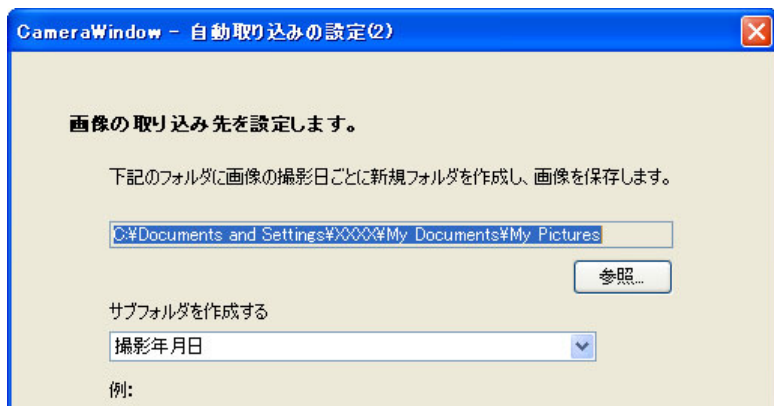 CameraWindow - 自動取り込みの設定(2)
画像の取り込み先を設定します。
下記のフォルダに画像の撮影日ごとに新規フォルダを作成し、画像を保存します。
C:¥Documents and Settings¥XXXX¥My Documents¥My Pictures
参照...
サブフォルダを作成する
撮影年月日
例: